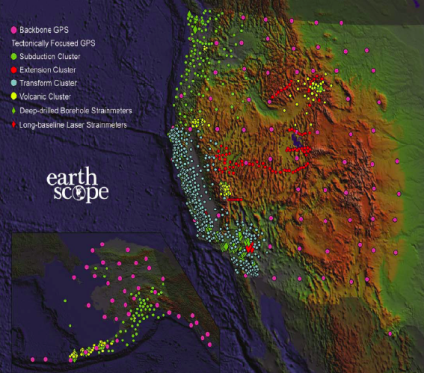 Backbone GPS
Tectonically Focused GPS
Subduction Cluster
Extension Cluster
Transform Cluster
Volcanic Cluster
Deep-drilled Borehole Strainmeters
Long-baseline Laser Strainmeters
earth
scope